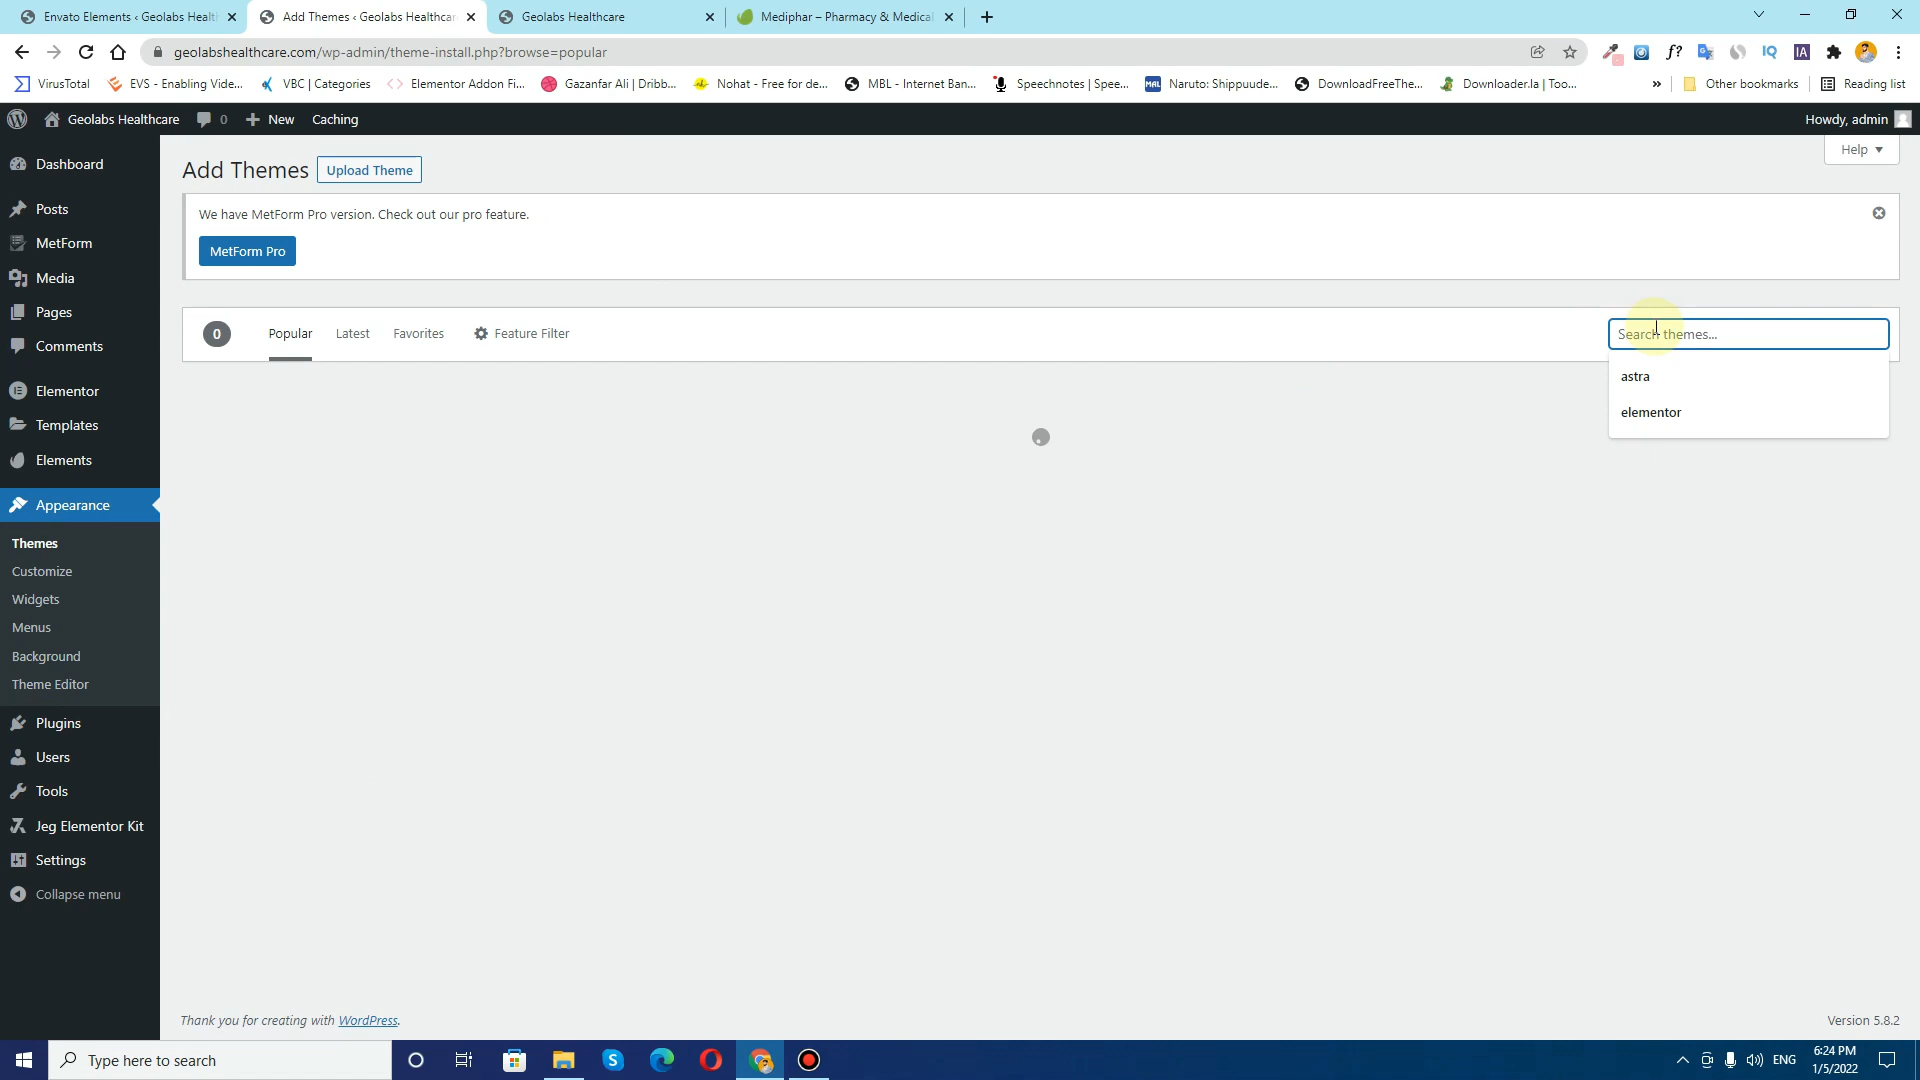 Envato Elements ‹ Geolabs Healt
Add Themes ‹ Geolabs Healthcar
Geolabs Healthcare
Mediphar – Pharmacy & Medical
geolabshealthcare.com/wp-admin/theme-install.php?browse=popular
VirusTotal
EVS - Enabling Vide...
VBC | Categories
Elementor Addon Fi...
Gazanfar Ali | Dribb...
Nohat - Free for de...
MBL - Internet Ban...
Speechnotes | Spee...
Naruto: Shippuude...
DownloadFreeThe...
Downloader.la | Too...
»
Other bookmarks
Reading list
Geolabs Healthcare
0
New
Caching
Howdy, admin
Dashboard
Posts
MetForm
Media
Pages
Comments
Elementor
Templates
Elements
Appearance
Themes
Customize
Widgets
Menus
Background
Theme Editor
Plugins
Users
Tools
Jeg Elementor Kit
Settings
Collapse menu
Add Themes
Upload Theme
Help
We have MetForm Pro version. Check out our pro feature.
MetForm Pro
0
Popular
Latest
Favorites
Feature Filter
Search themes...
astra
elementor
Thank you for creating with WordPress.
Version 5.8.2
Type here to search
ENG
6:24 PM
1/5/2022